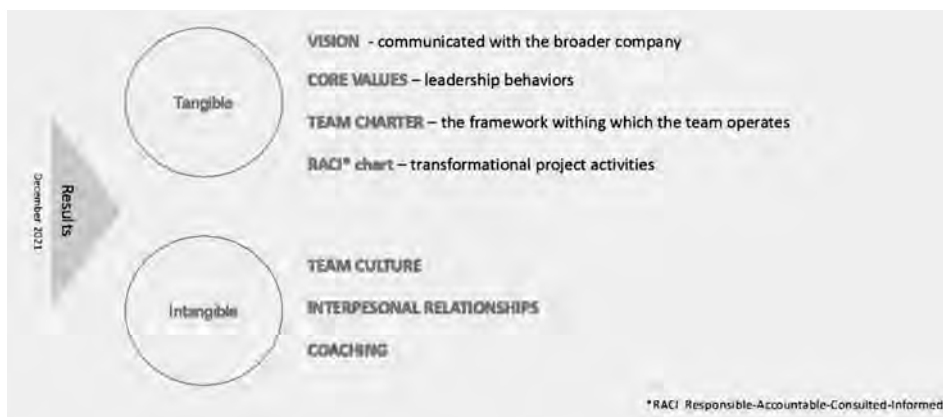 Results
December 2021
Tangible
VISION - communicated with the broader company
CORE VALUES – leadership behaviors
TEAM CHARTER – the framework withing which the team operates
RACI* chart – transformational project activities
Intangible
TEAM CULTURE
INTERPESONAL RELATIONSHIPS
COACHING
*RACI Responsible-Accountable-Consulted-Informed